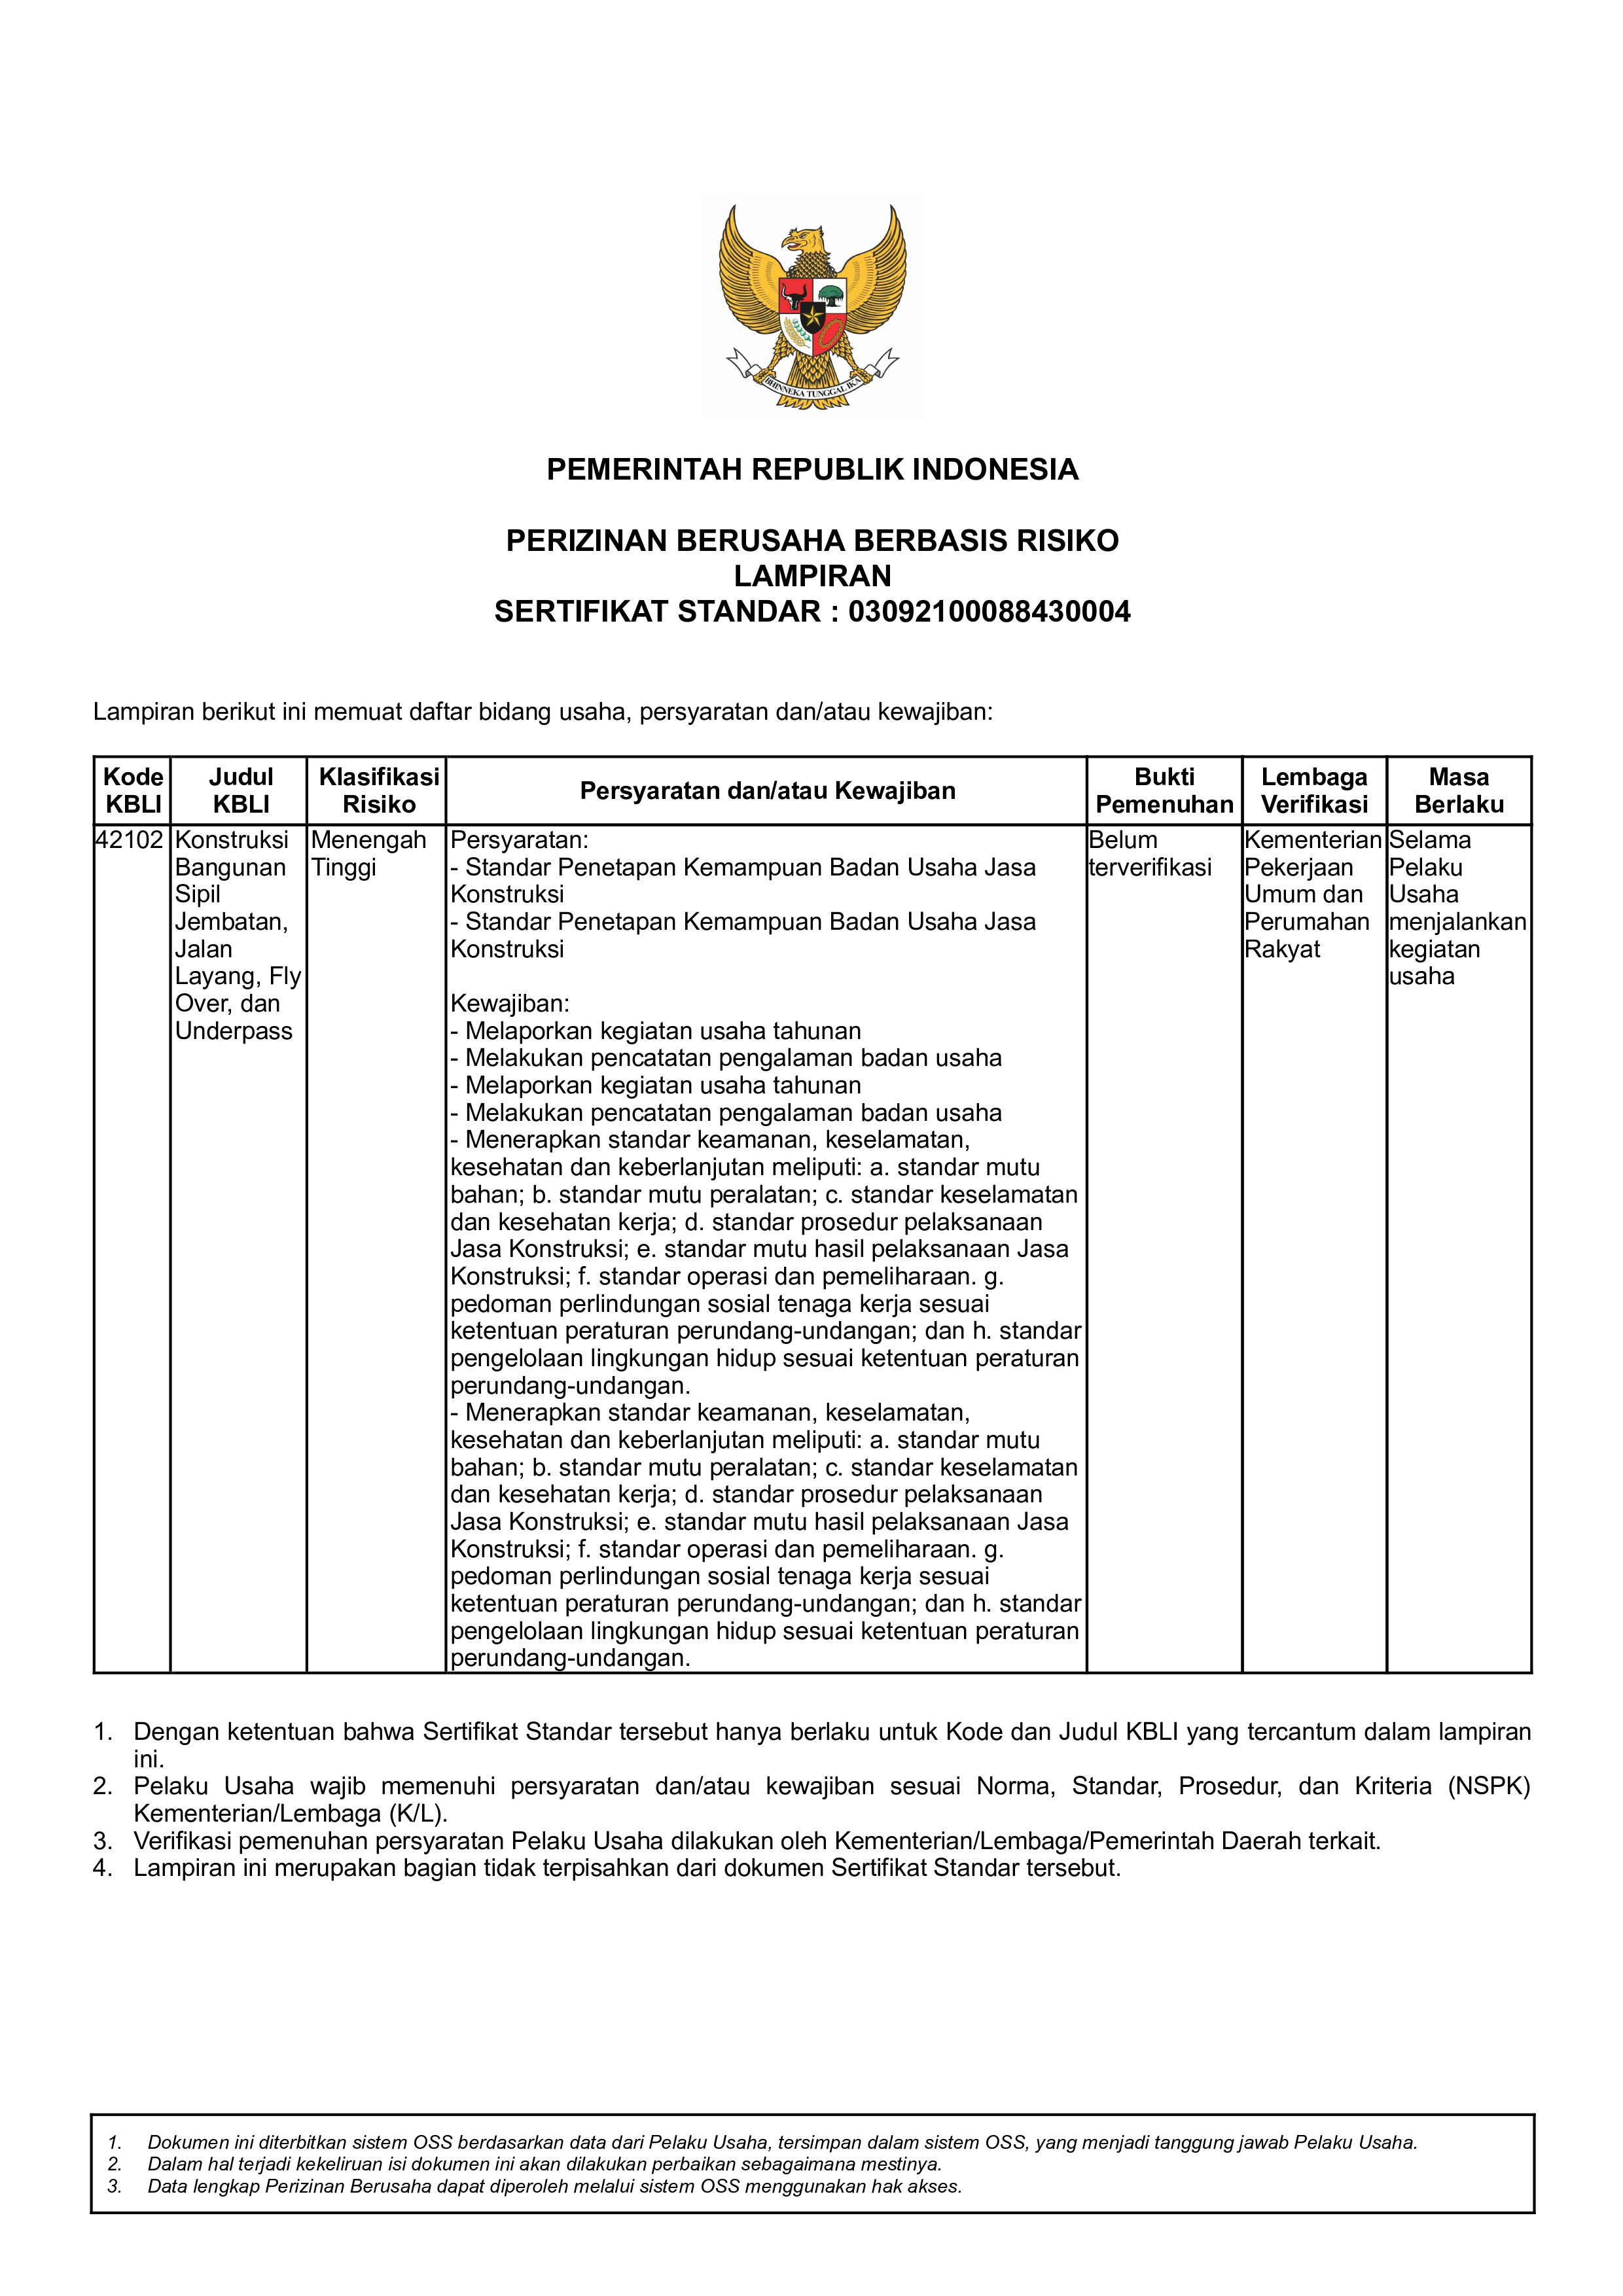 BHINNEKA TUNGGAL IKA
PEMERINTAH REPUBLIK INDONESIA
PERIZINAN BERUSAHA BERBASIS RISIKO
LAMPIRAN
SERTIFIKAT STANDAR : 03092100088430004
Lampiran berikut ini memuat daftar bidang usaha, persyaratan dan/atau kewajiban:
Kode
KBLI
Judul
KBLI
Klasifikasi
Risiko
Persyaratan dan/atau Kewajiban
Bukti
Pemenuhan
Lembaga
Verifikasi
Masa
Berlaku
42102
Konstruksi
Bangunan
Sipil
Jembatan,
Jalan
Layang, Fly
Over, dan
Underpass
Menengah
Tinggi
Persyaratan:
- Standar Penetapan Kemampuan Badan Usaha Jasa
Konstruksi
- Standar Penetapan Kemampuan Badan Usaha Jasa
Konstruksi
Kewajiban:
- Melaporkan kegiatan usaha tahunan
- Melakukan pencatatan pengalaman badan usaha
- Melaporkan kegiatan usaha tahunan
- Melakukan pencatatan pengalaman badan usaha
- Menerapkan standar keamanan, keselamatan,
kesehatan dan keberlanjutan meliputi: a. standar mutu
bahan; b. standar mutu peralatan; c. standar keselamatan
dan kesehatan kerja; d. standar prosedur pelaksanaan
Jasa Konstruksi; e. standar mutu hasil pelaksanaan Jasa
Konstruksi; f. standar operasi dan pemeliharaan. g.
pedoman perlindungan sosial tenaga kerja sesuai
ketentuan peraturan perundang-undangan; dan h. standar
pengelolaan lingkungan hidup sesuai ketentuan peraturan
perundang-undangan.
- Menerapkan standar keamanan, keselamatan,
kesehatan dan keberlanjutan meliputi: a. standar mutu
bahan; b. standar mutu peralatan; c. standar keselamatan
dan kesehatan kerja; d. standar prosedur pelaksanaan
Jasa Konstruksi; e. standar mutu hasil pelaksanaan Jasa
Konstruksi; f. standar operasi dan pemeliharaan. g.
pedoman perlindungan sosial tenaga kerja sesuai
ketentuan peraturan perundang-undangan; dan h. standar
pengelolaan lingkungan hidup sesuai ketentuan peraturan
perundang-undangan.
Belum
terverifikasi
Kementerian
Pekerjaan
Umum dan
Perumahan
Rakyat
Selama
Pelaku
Usaha
menjalankan
kegiatan
usaha
1. Dengan ketentuan bahwa Sertifikat Standar tersebut hanya berlaku untuk Kode dan Judul KBLI yang tercantum dalam lampiran
ini.
2. Pelaku Usaha wajib memenuhi persyaratan dan/atau kewajiban sesuai Norma, Standar, Prosedur, dan Kriteria (NSPK)
Kementerian/Lembaga (K/L).
3. Verifikasi pemenuhan persyaratan Pelaku Usaha dilakukan oleh Kementerian/Lembaga/Pemerintah Daerah terkait.
4. Lampiran ini merupakan bagian tidak terpisahkan dari dokumen Sertifikat Standar tersebut.
1. Dokumen ini diterbitkan sistem OSS berdasarkan data dari Pelaku Usaha, tersimpan dalam sistem OSS, yang menjadi tanggung jawab Pelaku Usaha.
2. Dalam hal terjadi kekeliruan isi dokumen ini akan dilakukan perbaikan sebagaimana mestinya.
3. Data lengkap Perizinan Berusaha dapat diperoleh melalui sistem OSS menggunakan hak akses.